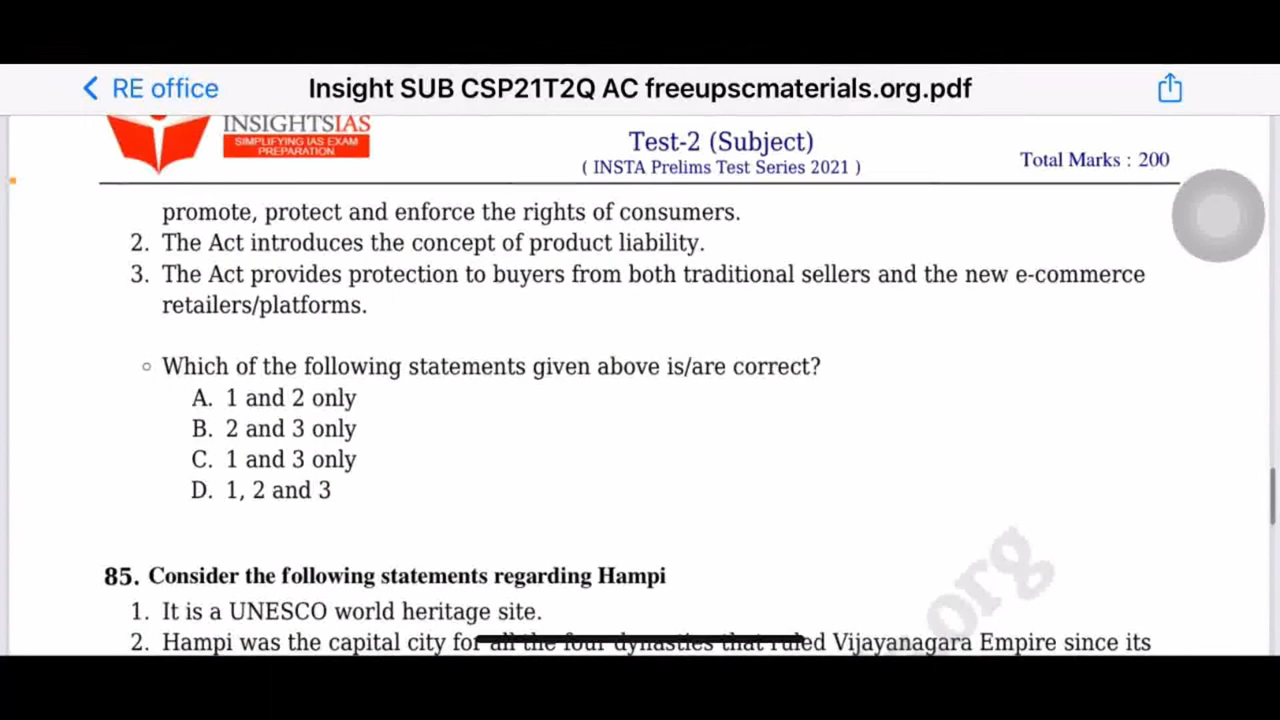 RE office
Insight SUB CSP21T2Q AC freeupscmaterials.org.pdf
INSIGHTSIAS
SIMPLIFYING IAS EXAM
PREPARATION
Test-2 (Subject)
( INSTA Prelims Test Series 2021 )
Total Marks : 200
promote, protect and enforce the rights of consumers.
2. The Act introduces the concept of product liability.
3. The Act provides protection to buyers from both traditional sellers and the new e-commerce
retailers/platforms.
Which of the following statements given above is/are correct?
A. 1 and 2 only
B. 2 and 3 only
C. 1 and 3 only
D. 1, 2 and 3
85. Consider the following statements regarding Hampi
1. It is a UNESCO world heritage site.
2. Hampi was the capital city for all the four dynasties that ruled Vijayanagara Empire since its
.org